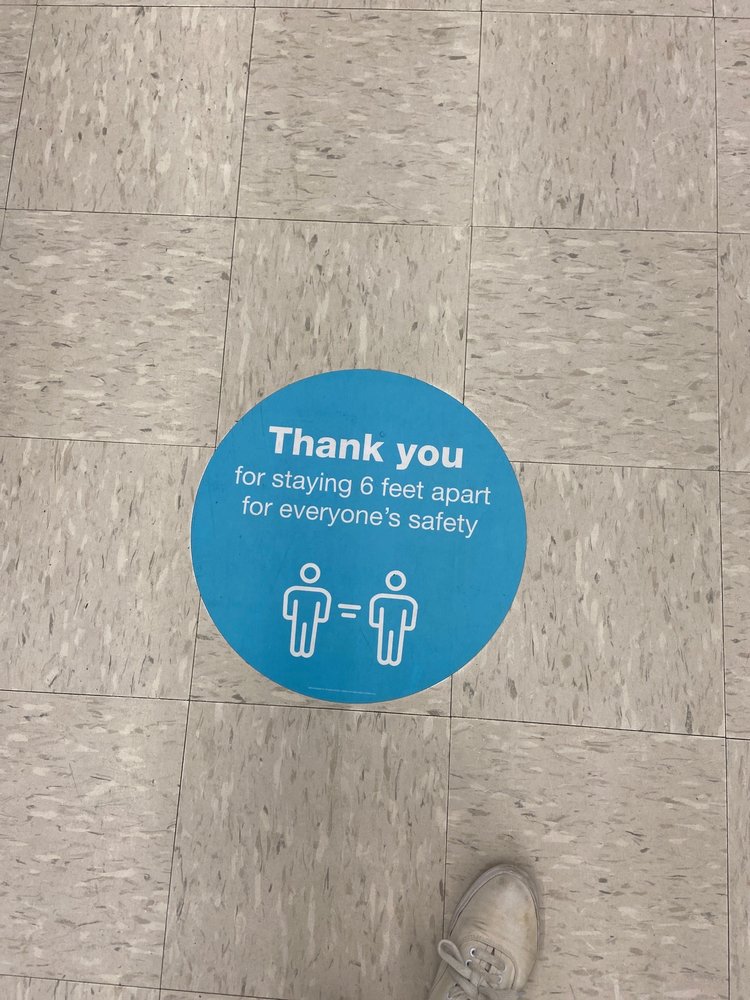 Thank you
for staying 6 feet apart
for everyone's safety